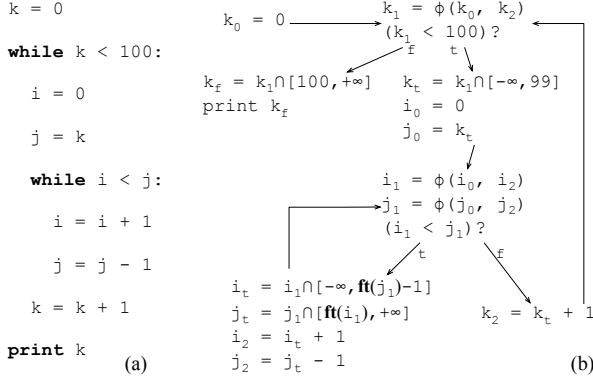 k = 0
while k < 100:
i = 0
j = k
while i < j:
i = i + 1
j = j - 1
k = k + 1
print k
(a)
k₀ = 0
k₁ = ϕ(k₀, k₂)
(k₁ < 100)?
f
t
k_f = k₁∩[100,+∞]
print k_f
k_t = k₁∩[-∞,99]
i₀ = 0
j₀ = k_t
i₁ = ϕ(i₀, i₂)
j₁ = ϕ(j₀, j₂)
(i₁ < j₁)?
t
f
i_t = i₁∩[-∞,ft(j₁)-1]
j_t = j₁∩[ft(i₁),+∞]
i₂ = i_t + 1
j₂ = j_t - 1
k₂ = k_t + 1
(b)